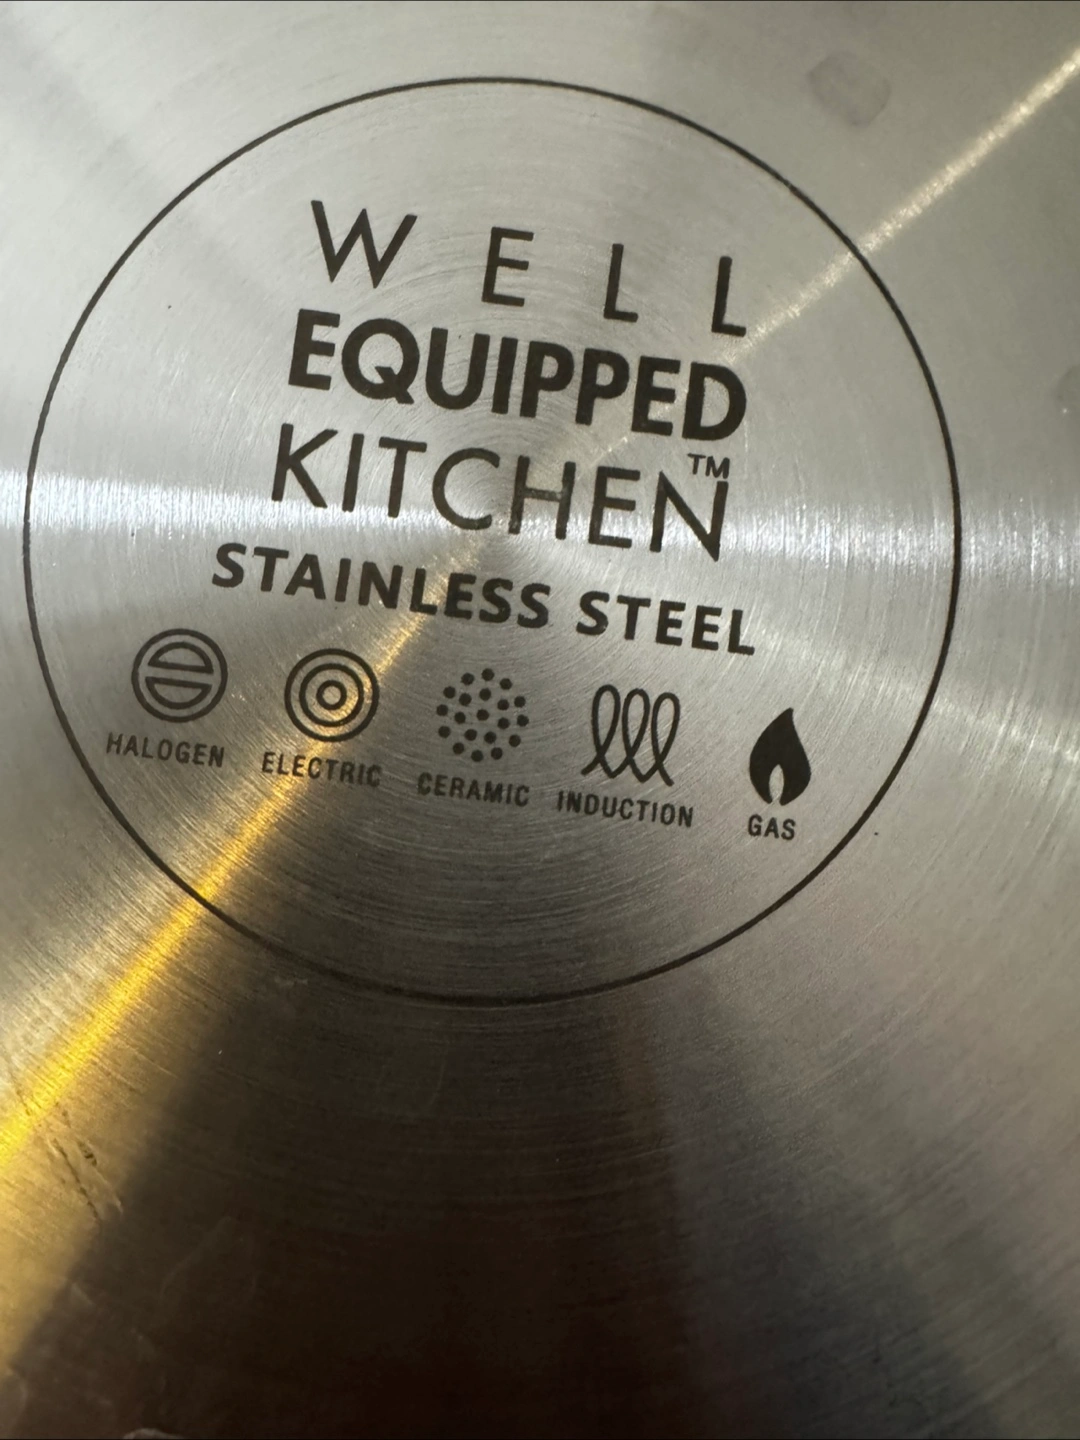 WELL
EQUIPPED
KITCHEN™
STAINLESS STEEL
HALOGEN ELECTRIC CERAMIC INDUCTION GAS